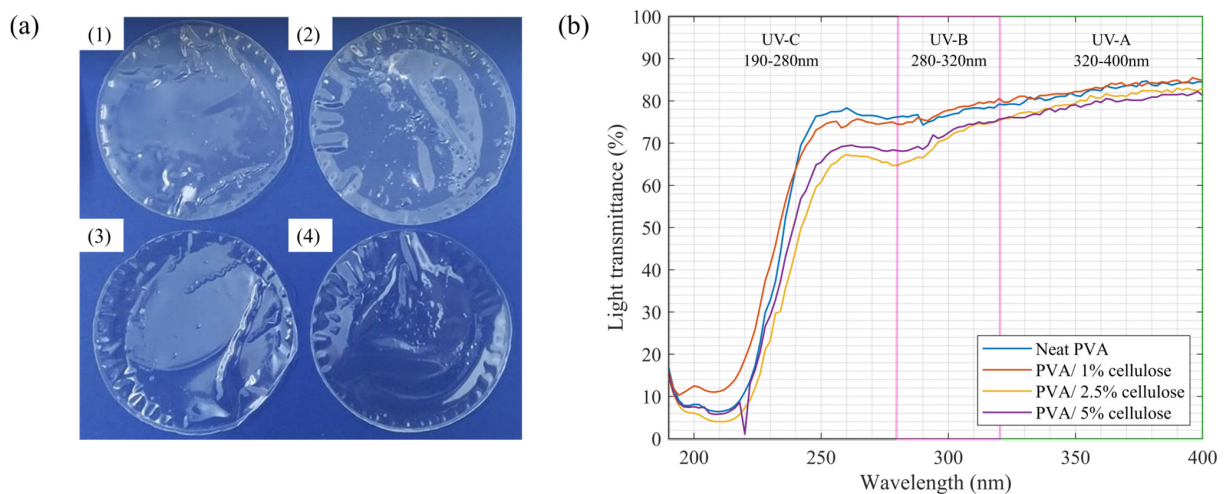 (a)
(1)
(2)
(3)
(4)
(b)
UV-C
190-280nm
UV-B
280-320nm
UV-A
320-400nm
100
90
80
70
60
50
40
30
20
10
0
Light transmittance (%)
Neat PVA
PVA/ 1% cellulose
PVA/ 2.5% cellulose
PVA/ 5% cellulose
200
250
300
350
400
Wavelength (nm)